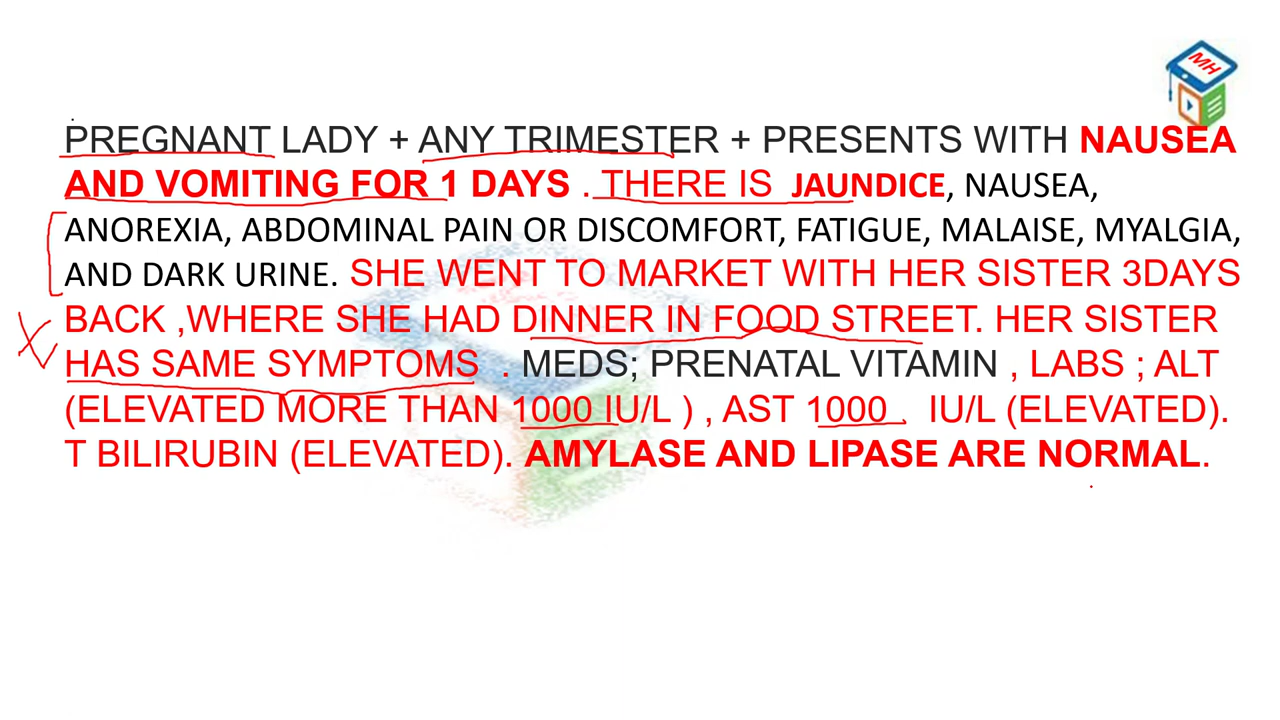 MH
PREGNANT LADY + ANY TRIMESTER + PRESENTS WITH NAUSEA
AND VOMITING FOR 1 DAYS . THERE IS JAUNDICE, NAUSEA,
ANOREXIA, ABDOMINAL PAIN OR DISCOMFORT, FATIGUE, MALAISE, MYALGIA,
AND DARK URINE. SHE WENT TO MARKET WITH HER SISTER 3DAYS
BACK ,WHERE SHE HAD DINNER IN FOOD STREET. HER SISTER
HAS SAME SYMPTOMS . MEDS; PRENATAL VITAMIN , LABS ; ALT
(ELEVATED MORE THAN 1000 IU/L ) , AST 1000 . IU/L (ELEVATED).
T BILIRUBIN (ELEVATED). AMYLASE AND LIPASE ARE NORMAL.